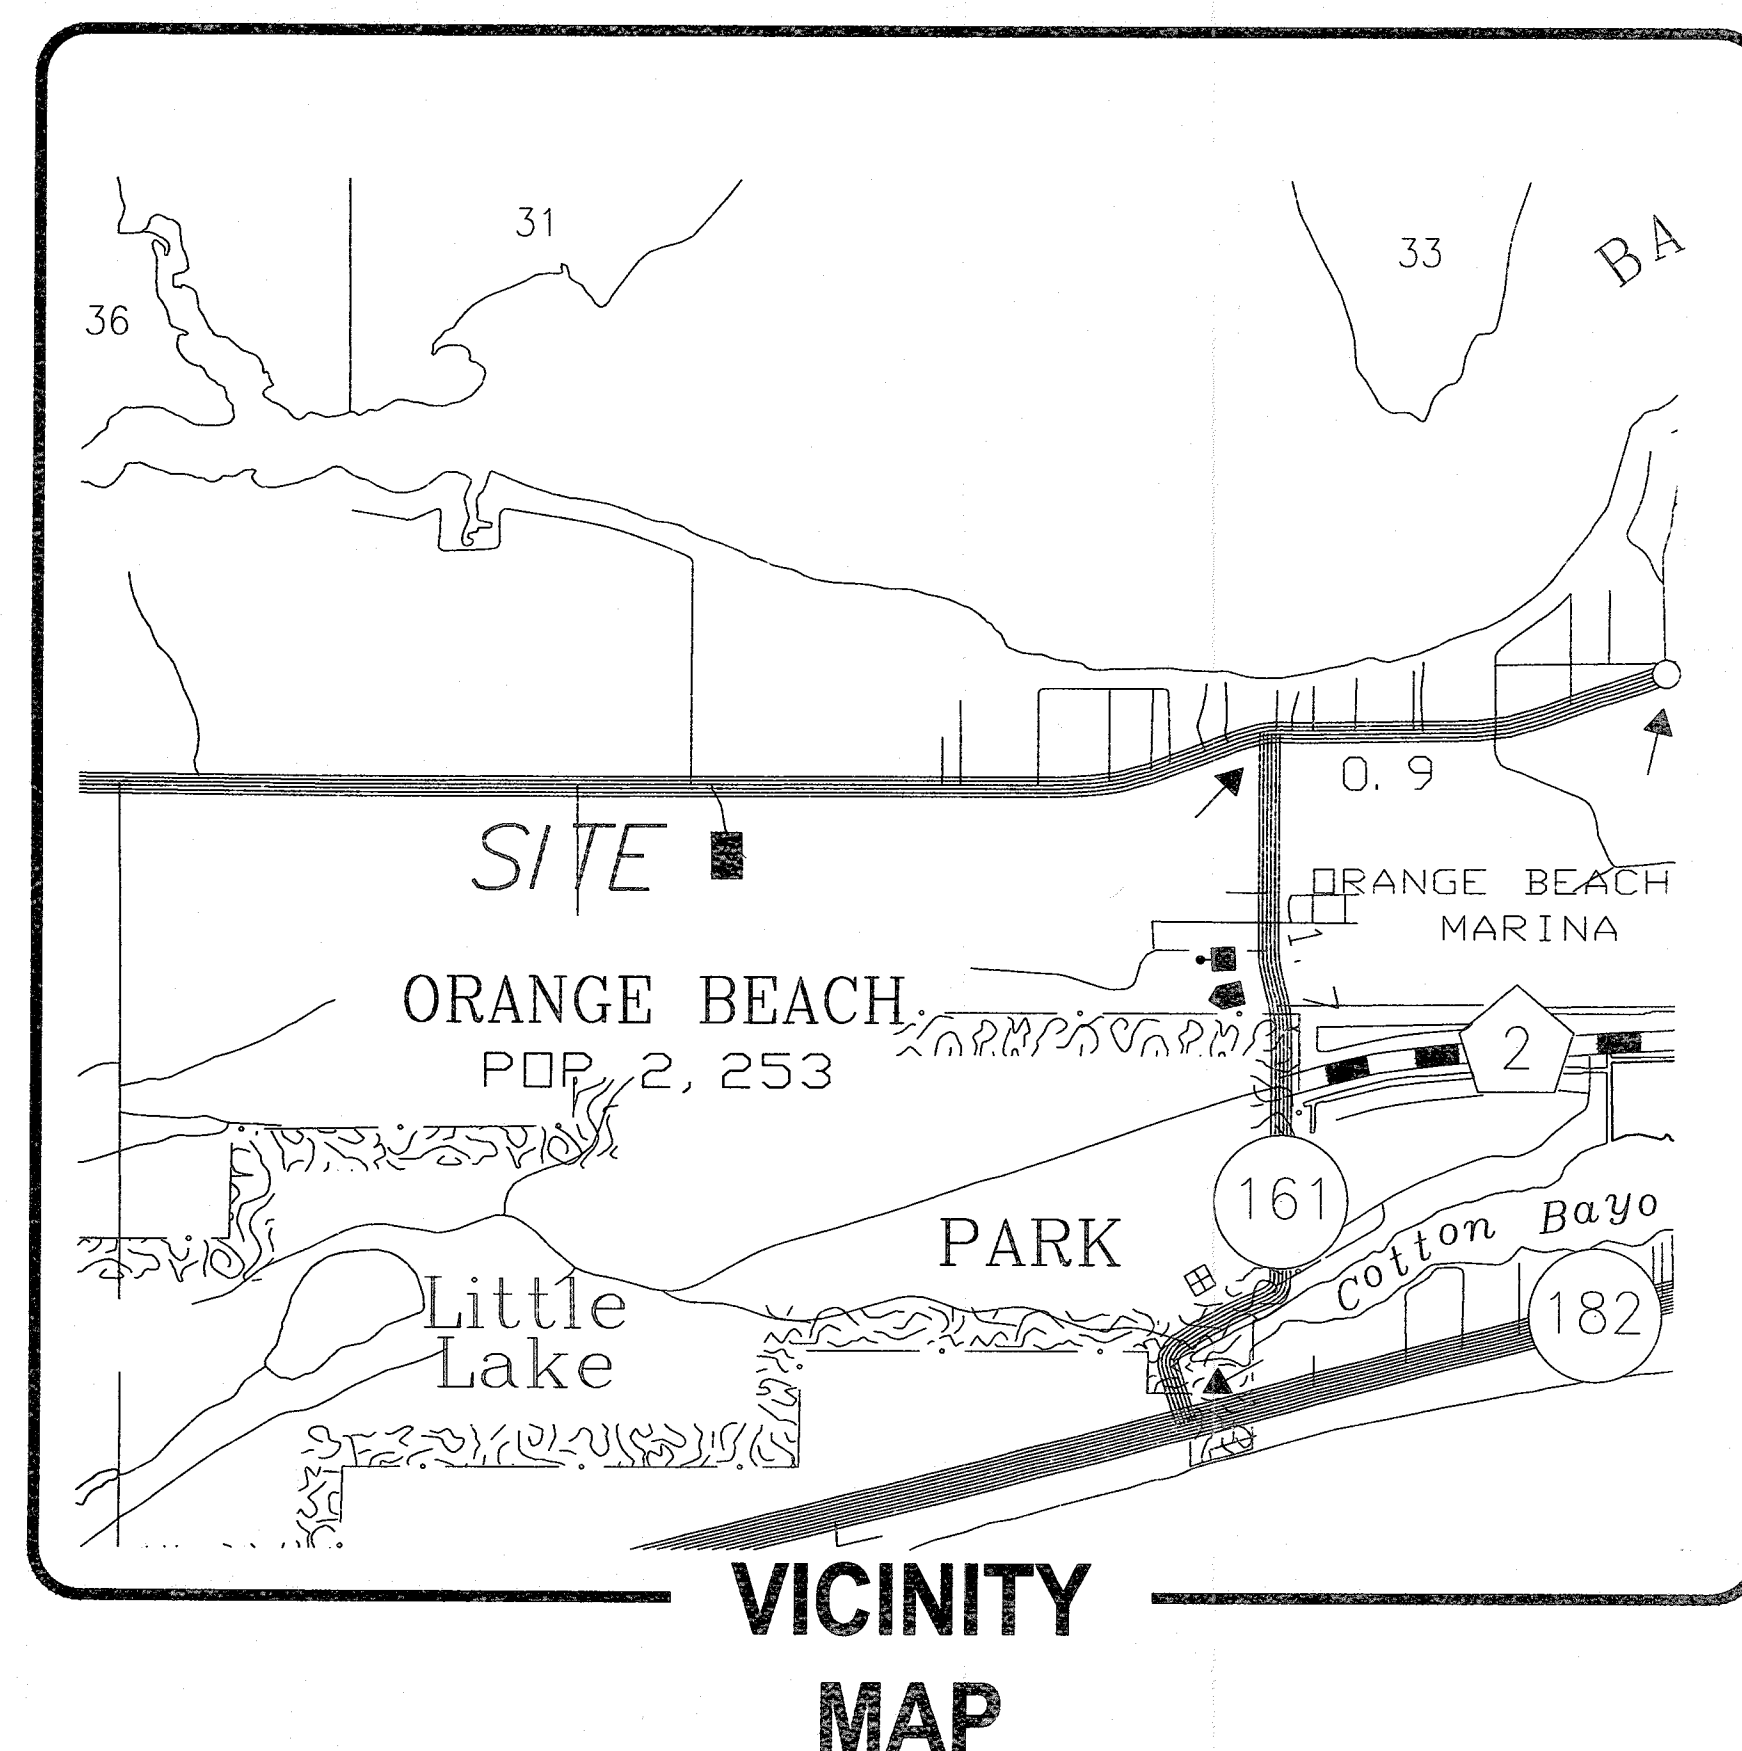 31
33
BA
36
0.9
SITE
ORANGE BEACH
MARINA
ORANGE BEACH
POP. 2,253
2
161
PARK
Cotton Bayo
182
Little
Lake
VICINITY
MAP